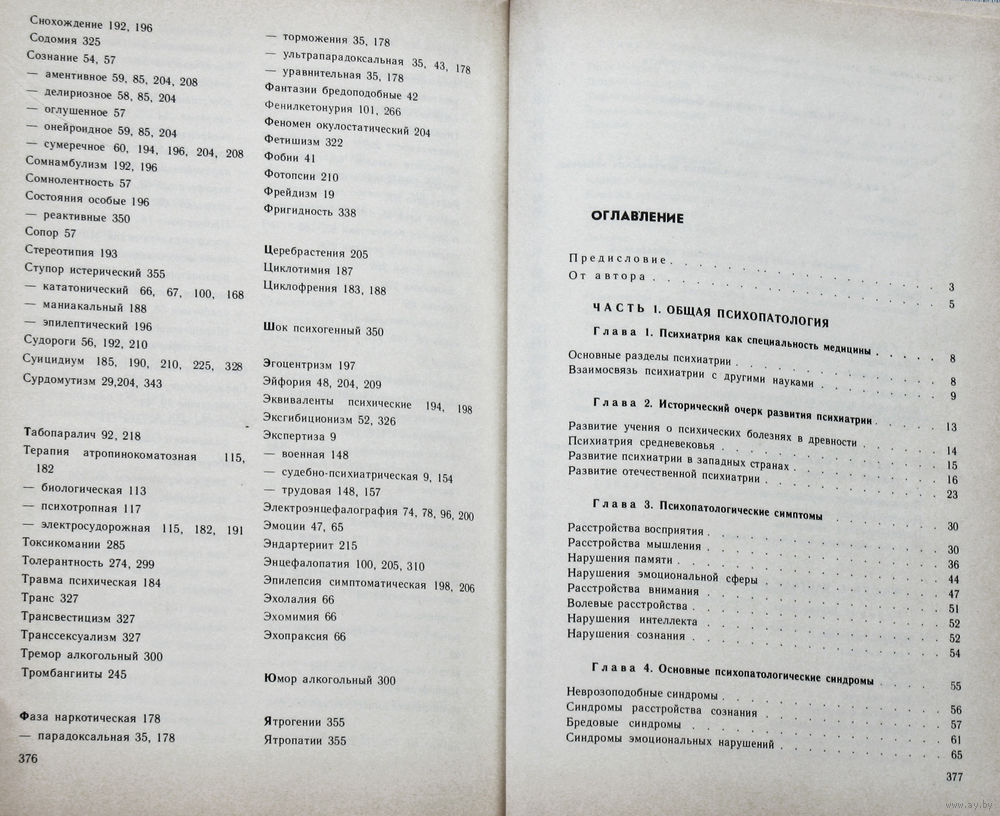 Снохождение 192, 196
Содомия 325
Сознание 54, 57
— аментивное 59, 85, 204, 208
— делириозное 58, 85, 204
— оглушенное 57
— онейроидное 59, 85, 204
— сумеречное 60, 194, 196, 204, 208
Сомнамбулизм 192, 196
Сомнолентность 57
Состояния особые 196
— реактивные 350
Сопор 57
Стереотипия 193
Ступор истерический 355
— кататонический 66, 67, 100, 168
— маниакальный 188
— эпилептический 196
Судороги 56, 192, 210
Суицидиум 185, 190, 210, 225, 328
Сурдомутизм 29,204, 343
Табопаралич 92, 218
Терапия атропинокоматозная 115,
182
— биологическая 113
— психотропная 117
— электросудорожная 115, 182, 191
Токсикомании 285
Толерантность 274, 299
Травма психическая 184
Транс 327
Трансвестицизм 327
Транссексуализм 327
Тремор алкогольный 300
Тромбангииты 245
Фаза наркотическая 178
— парадоксальная 35, 178
376
— торможения 35, 178
— ультрапарадоксальная 35, 43, 178
— уравнительная 35, 178
Фантазии бредоподобные 42
Фенилкетонурия 101, 266
Феномен окулостатический 204
Фетишизм 322
Фобии 41
Фотопсии 210
Фрейдизм 19
Фригидность 338
Церебрастения 205
Циклотимия 187
Циклофрения 183, 188
Шок психогенный 350
Эгоцентризм 197
Эйфория 48, 204, 209
Эквиваленты психические 194, 198
Эксгибиционизм 52, 326
Экспертиза 9
— военная 148
— судебно-психиатрическая 9, 154
— трудовая 148, 157
Электроэнцефалография 74, 78, 96, 200
Эмоции 47, 65
Эндартериит 215
Энцефалопатия 100, 205, 310
Эпилепсия симптоматическая 198, 206
Эхолалия 66
Эхомимия 66
Эхопраксия 66
Юмор алкогольный 300
Ятрогении 355
Ятропатии 355
ОГЛАВЛЕНИЕ
Предисловие . . . . . . . . . . 3
От автора . . . . . . . . . . 5
ЧАСТЬ I. ОБЩАЯ ПСИХОПАТОЛОГИЯ
Глава 1. Психиатрия как специальность медицины . . . . . 8
Основные разделы психиатрии . . . . . . . . . . 8
Взаимосвязь психиатрии с другими науками . . . . . . . 9
Глава 2. Исторический очерк развития психиатрии . . . . . 13
Развитие учения о психических болезнях в древности . . . . . 14
Психиатрия средневековья . . . . . . . . . . 15
Развитие психиатрии в западных странах . . . . . . . . 16
Развитие отечественной психиатрии . . . . . . . . . 23
Глава 3. Психопатологические симптомы . . . . . . . 30
Расстройства восприятия . . . . . . . . . . 30
Расстройства мышления . . . . . . . . . . 36
Нарушения памяти . . . . . . . . . . 44
Нарушения эмоциональной сферы . . . . . . . . . 47
Расстройства внимания . . . . . . . . . . 51
Волевые расстройства . . . . . . . . . . 52
Нарушения интеллекта . . . . . . . . . . 52
Нарушения сознания . . . . . . . . . . 54
Глава 4. Основные психопатологические синдромы . . . . . 55
Неврозоподобные синдромы . . . . . . . . . . 56
Синдромы расстройства сознания . . . . . . . . . 57
Бредовые синдромы . . . . . . . . . . 61
Синдромы эмоциональных нарушений . . . . . . . . 65
377
www.ay.by